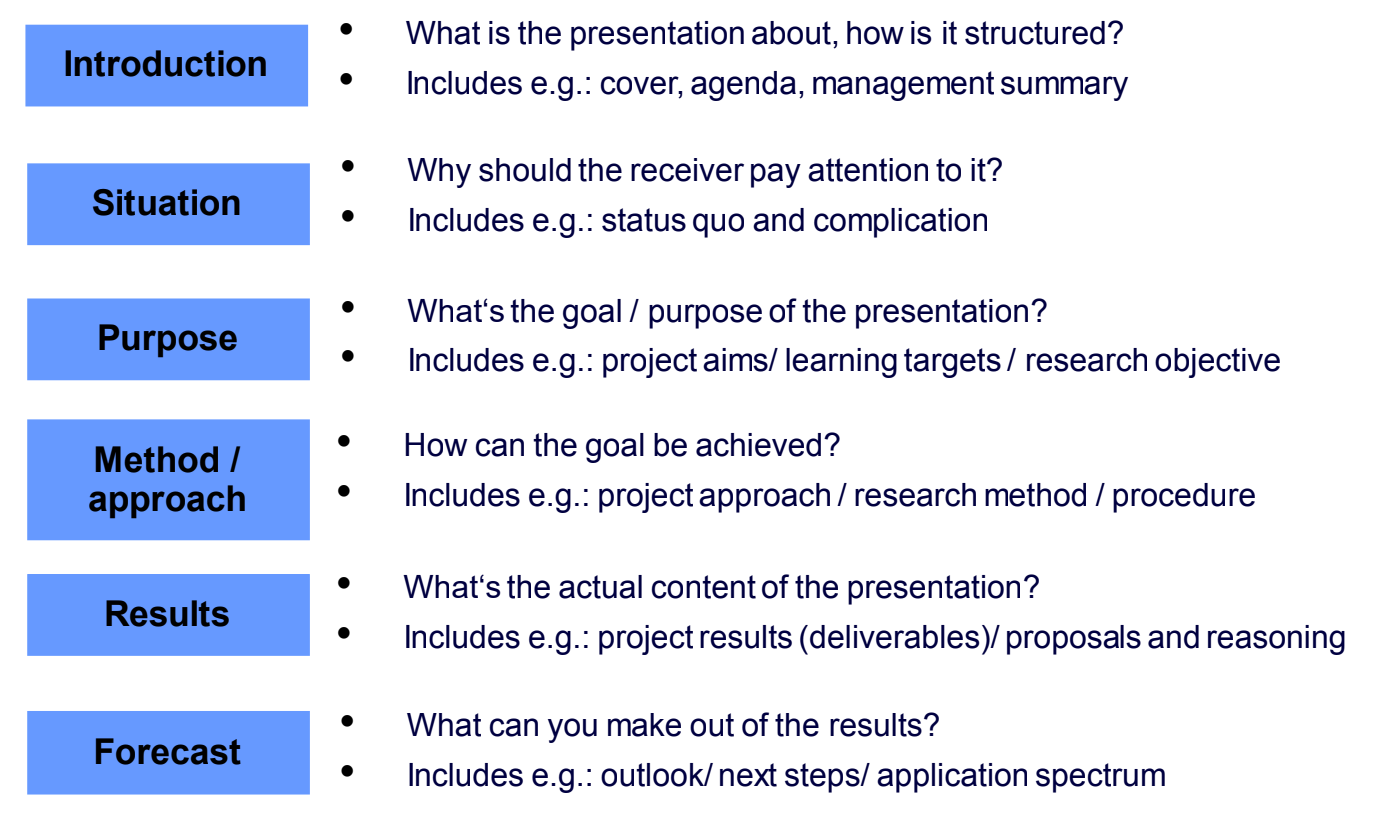 Introduction
• What is the presentation about, how is it structured?
• Includes e.g.: cover, agenda, management summary
Situation
• Why should the receiver pay attention to it?
• Includes e.g.: status quo and complication
Purpose
• What‘s the goal / purpose of the presentation?
• Includes e.g.: project aims/ learning targets / research objective
Method /
approach
• How can the goal be achieved?
• Includes e.g.: project approach / research method / procedure
Results
• What‘s the actual content of the presentation?
• Includes e.g.: project results (deliverables)/ proposals and reasoning
Forecast
• What can you make out of the results?
• Includes e.g.: outlook/ next steps/ application spectrum